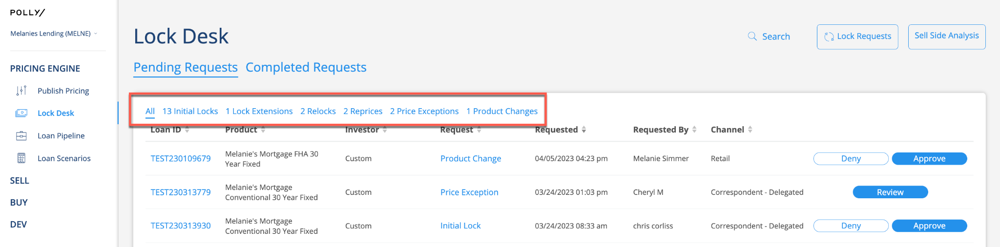 POLLY/
Melanies Lending (MELNE)
PRICING ENGINE
Publish Pricing
Lock Desk
Loan Pipeline
Loan Scenarios
SELL
BUY
DEV
Lock Desk
Search
Lock Requests
Sell Side Analysis
Pending Requests Completed Requests
All 13 Initial Locks 1 Lock Extensions 2 Relocks 2 Reprices 2 Price Exceptions 1 Product Changes
Loan ID Product Investor Request Requested Requested By Channel
TEST230109679 Melanie's Mortgage FHA 30 Custom Product Change 04/05/2023 04:23 pm Melanie Simmer Retail Deny Approve
Year Fixed
TEST230313779 Melanie's Mortgage Custom Price Exception 03/24/2023 01:03 pm Cheryl M Correspondent - Delegated Review
Conventional 30 Year Fixed
TEST230313930 Melanie's Mortgage Custom Initial Lock 03/24/2023 08:33 am chris corliss Correspondent - Delegated Deny Approve
Conventional 30 Year Fixed